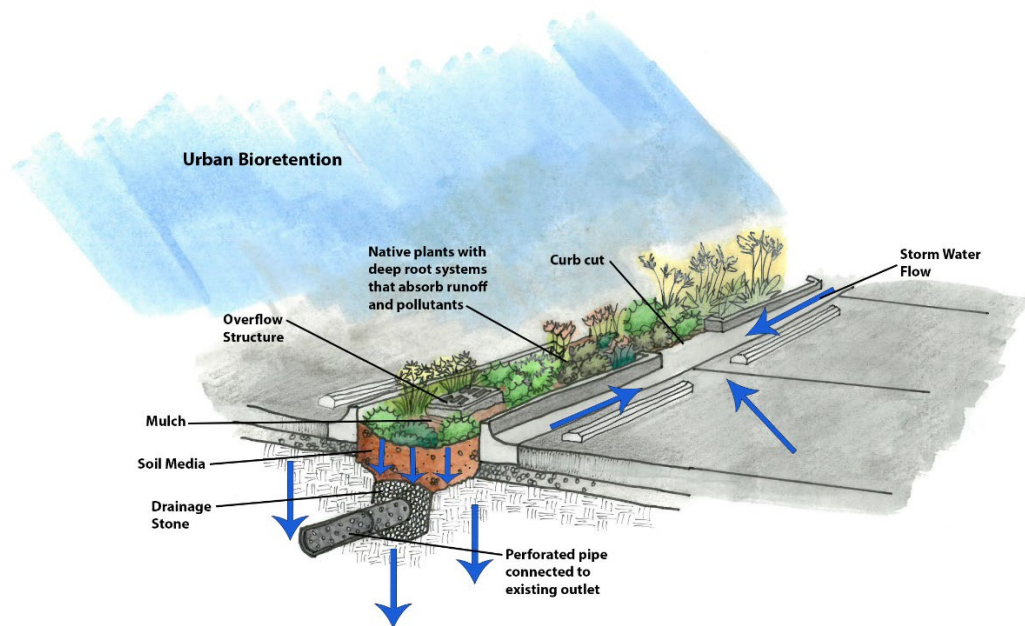 Urban Bioretention
Native plants with
deep root systems
that absorb runoff
and pollutants
Curb cut
Storm Water
Flow
Overflow
Structure
Mulch
Soil Media
Drainage
Stone
Perforated pipe
connected to
existing outlet